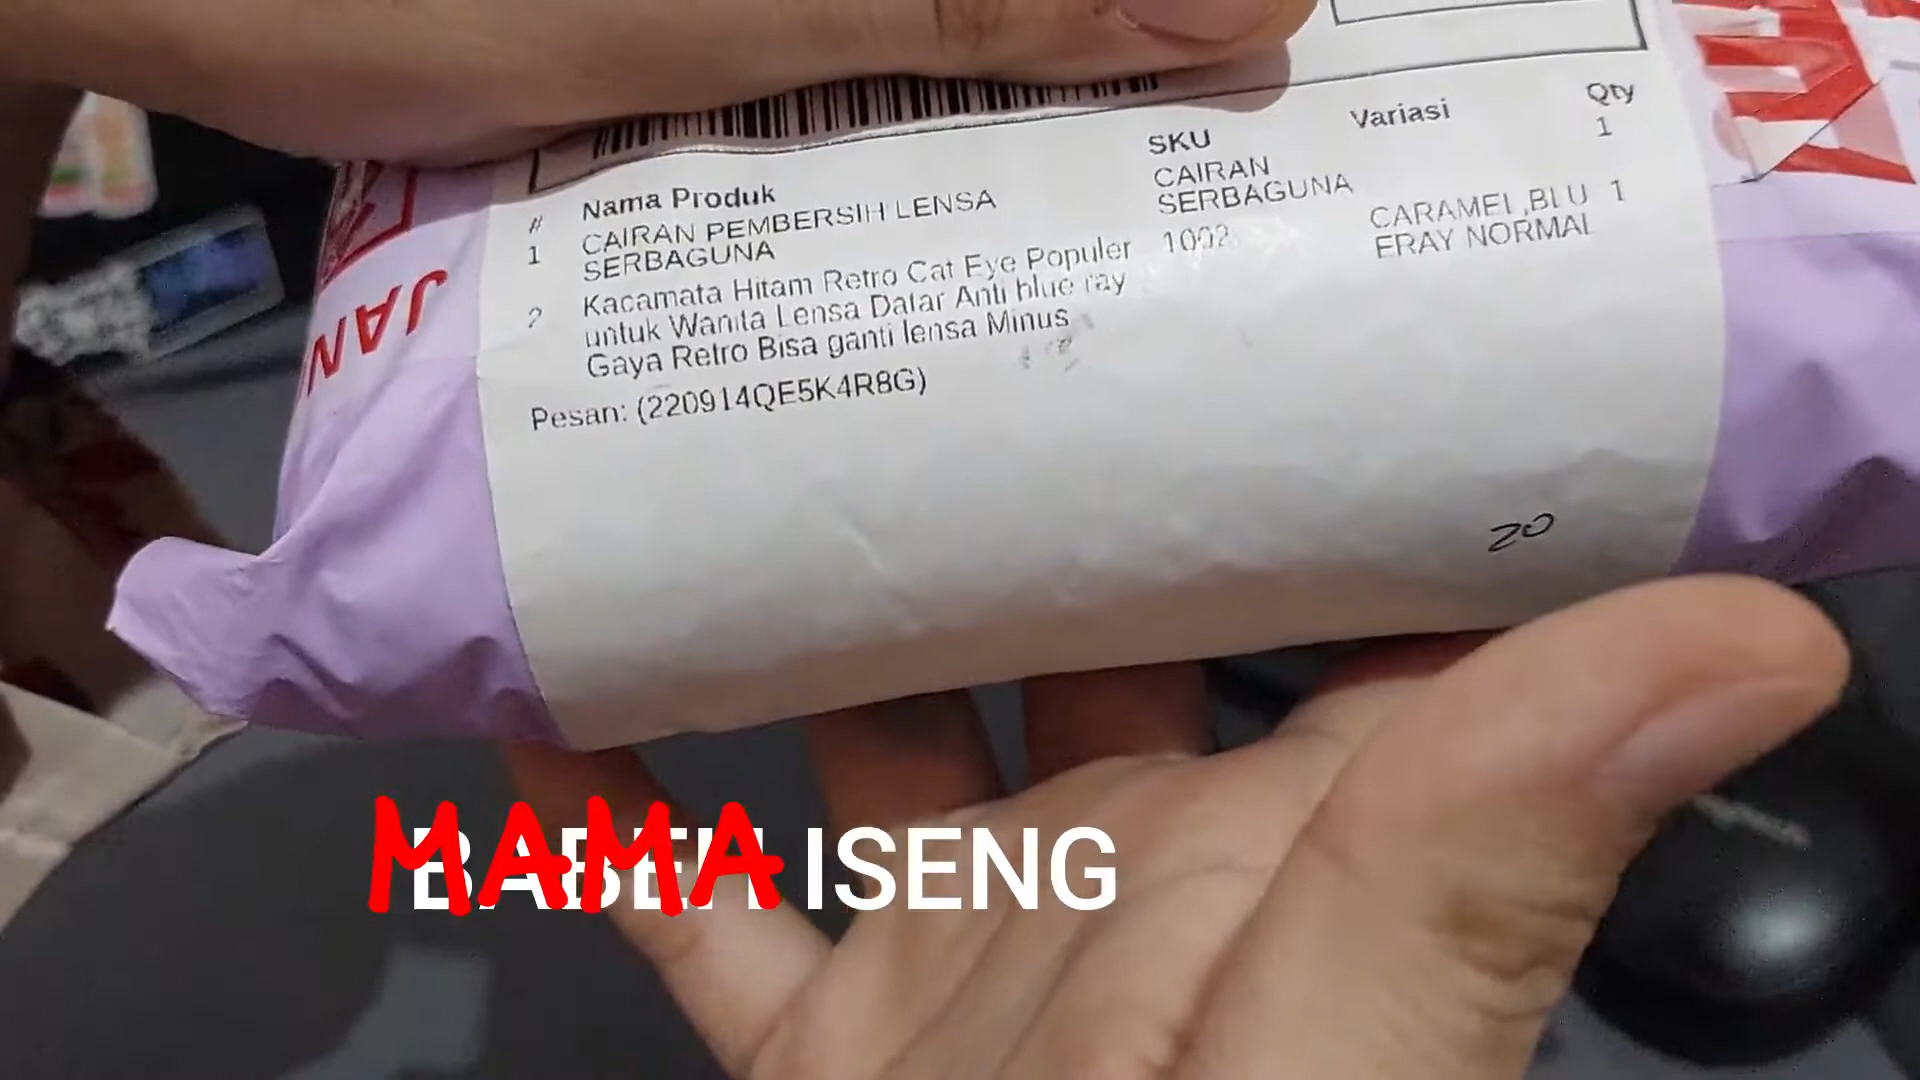 # Nama Produk SKU Variasi Qty
1 CAIRAN PEMBERSIH LENSA CAIRAN 1
SERBAGUNA SERBAGUNA
2 Kacamata Hitam Retro Cat Eye Populer 1002 CARAMEL,BLU 1
untuk Wanita Lensa Datar Anti blue ray ERAY NORMAL
Gaya Retro Bisa ganti lensa Minus
Pesan: (220914QE5K4R8G)
20
JAN
MAMA
BABEH ISENG